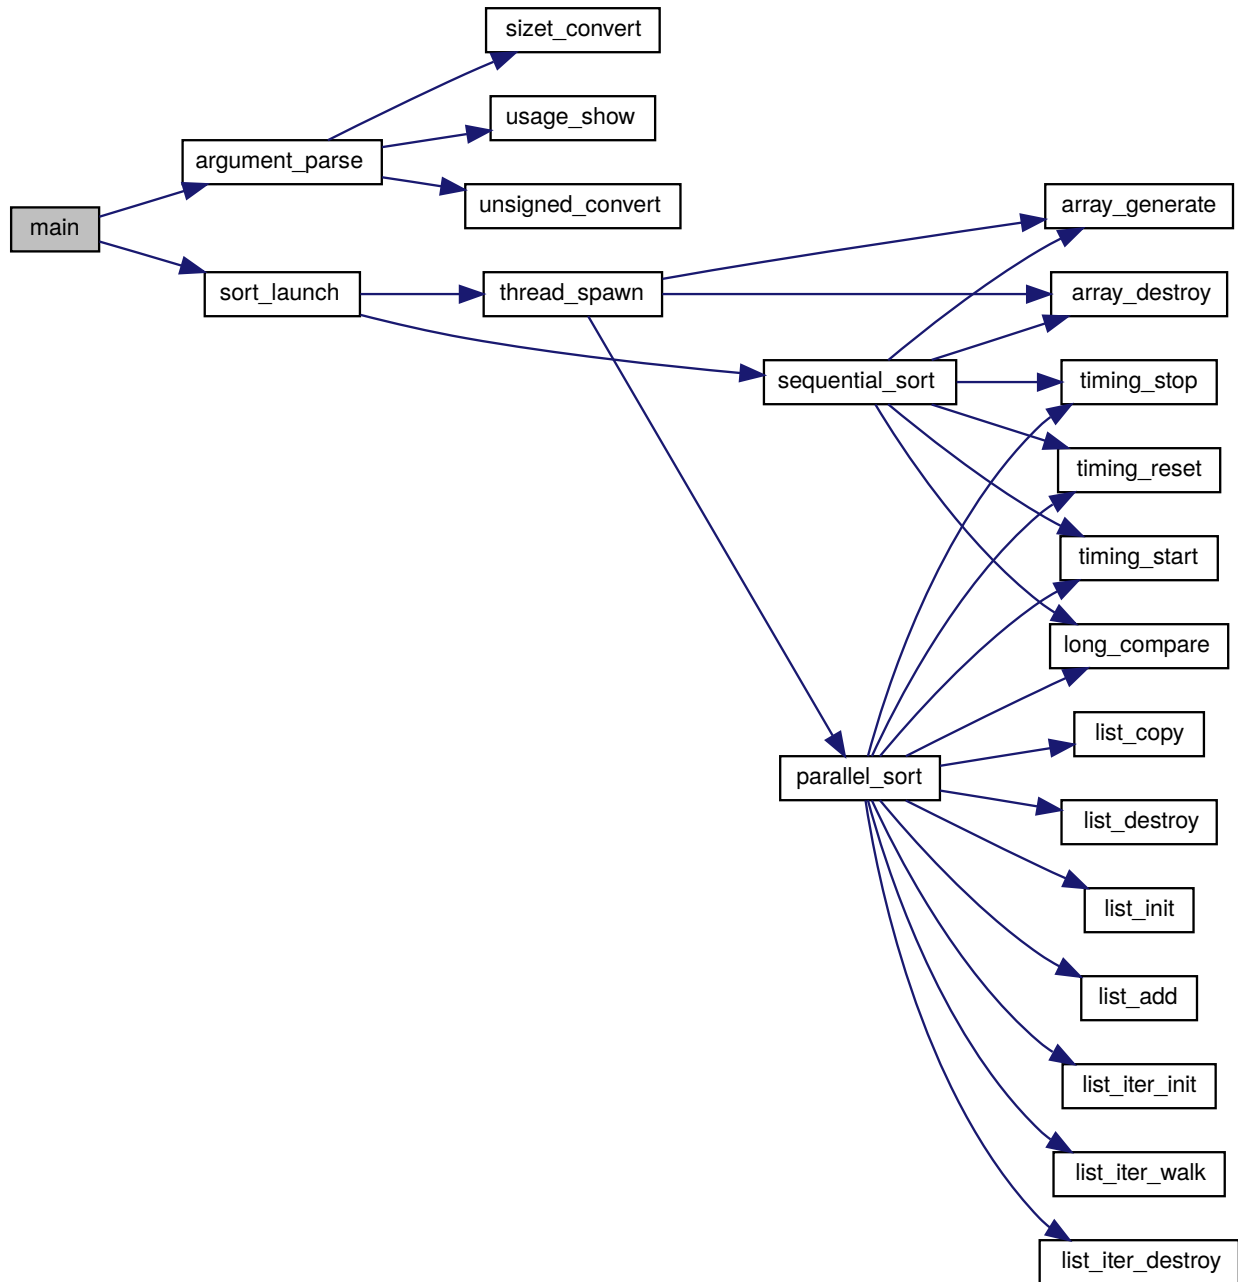 sizet_convert
usage_show
argument_parse
unsigned_convert
main
array_generate
sort_launch
thread_spawn
array_destroy
sequential_sort
timing_stop
timing_reset
timing_start
long_compare
list_copy
parallel_sort
list_destroy
list_init
list_add
list_iter_init
list_iter_walk
list_iter_destroy